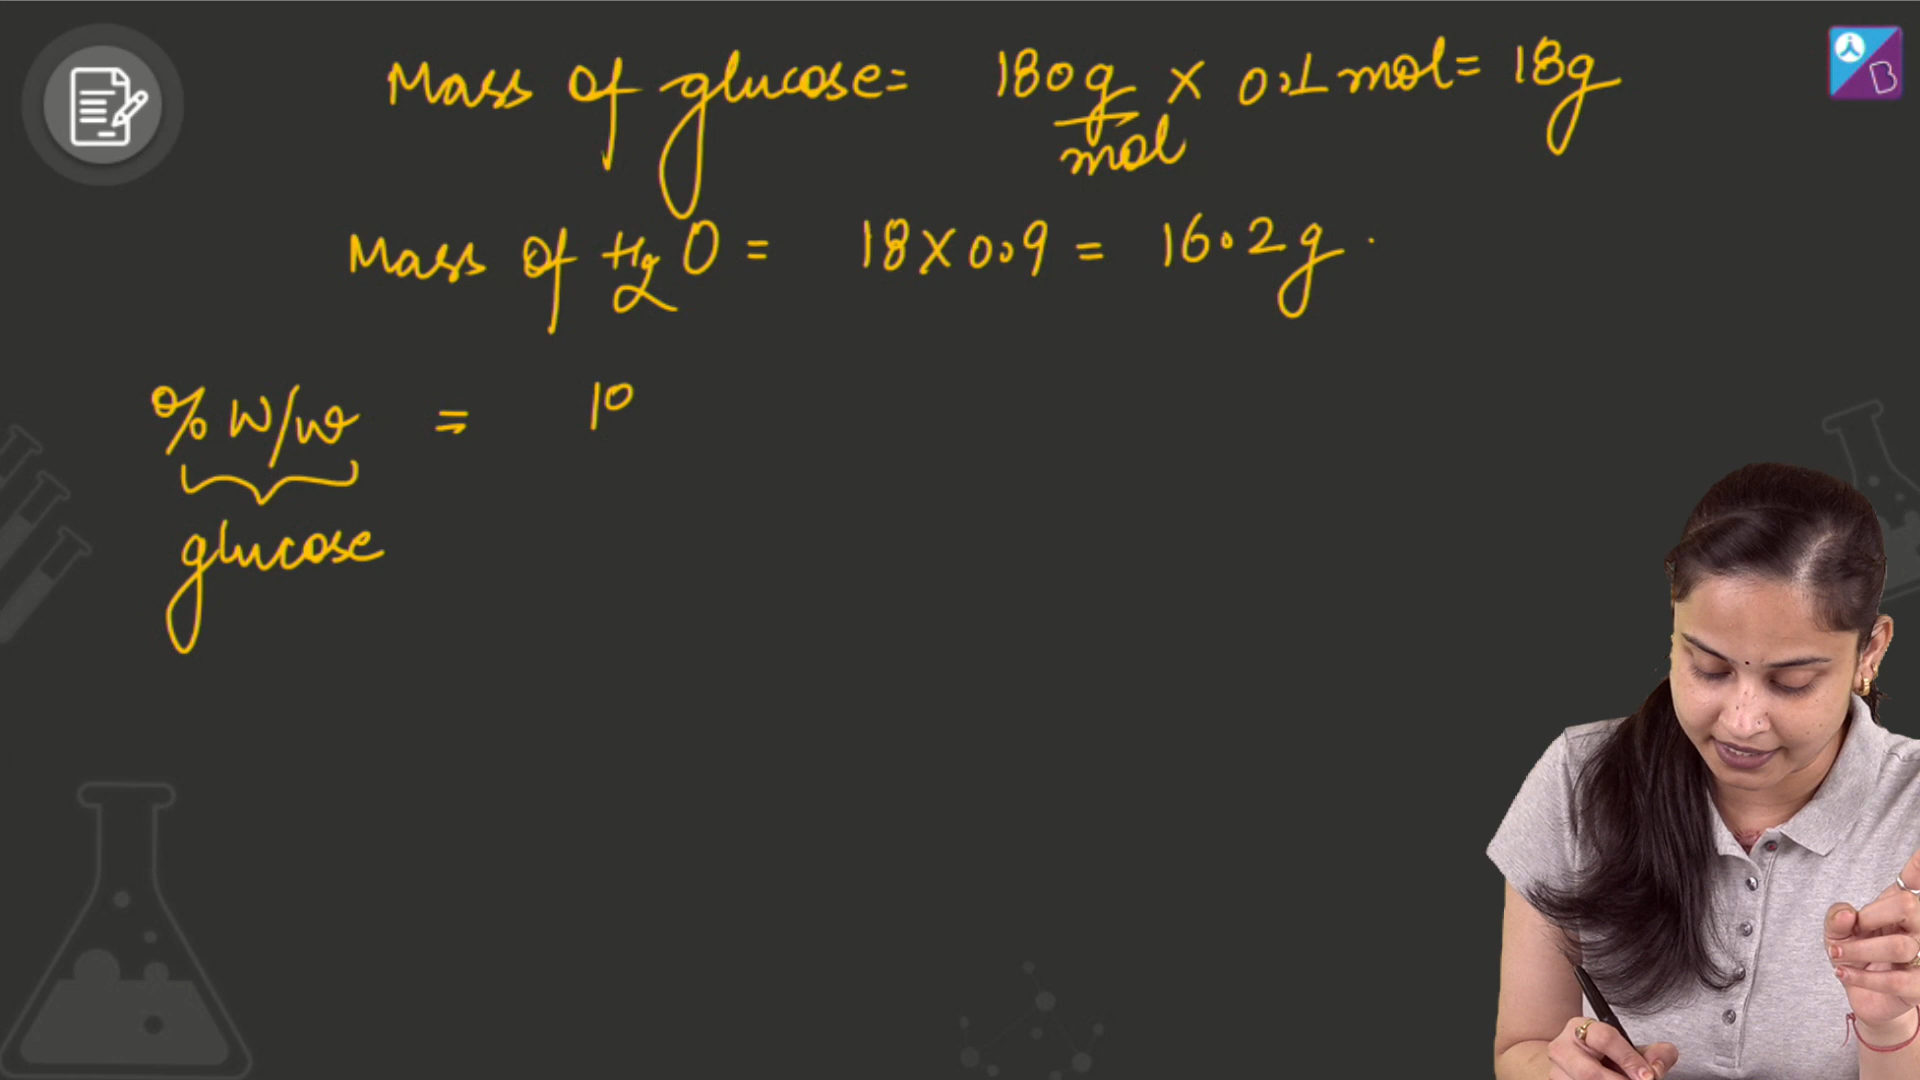 Mass of glucose = 180g/mol × 0.1 mol = 18g
Mass of H2O = 18 × 0.9 = 16.2g.
% W/W = 10
glucose
B